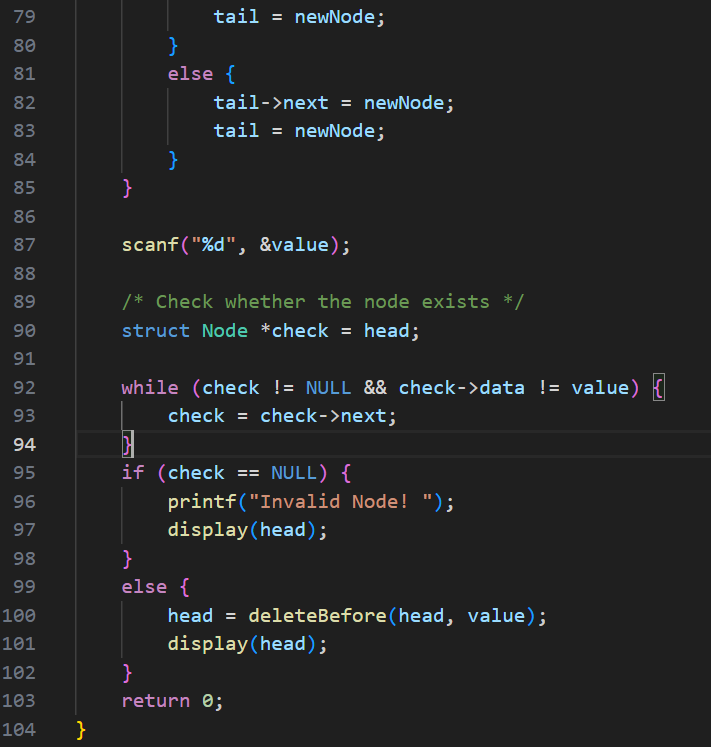 79 tail = newNode;
80 }
81 else {
82 tail->next = newNode;
83 tail = newNode;
84 }
85 }
86
87 scanf("%d", &value);
88
89 /* Check whether the node exists */
90 struct Node *check = head;
91
92 while (check != NULL && check->data != value) {
93 check = check->next;
94 }
95 if (check == NULL) {
96 printf("Invalid Node! ");
97 display(head);
98 }
99 else {
100 head = deleteBefore(head, value);
101 display(head);
102 }
103 return 0;
104 }